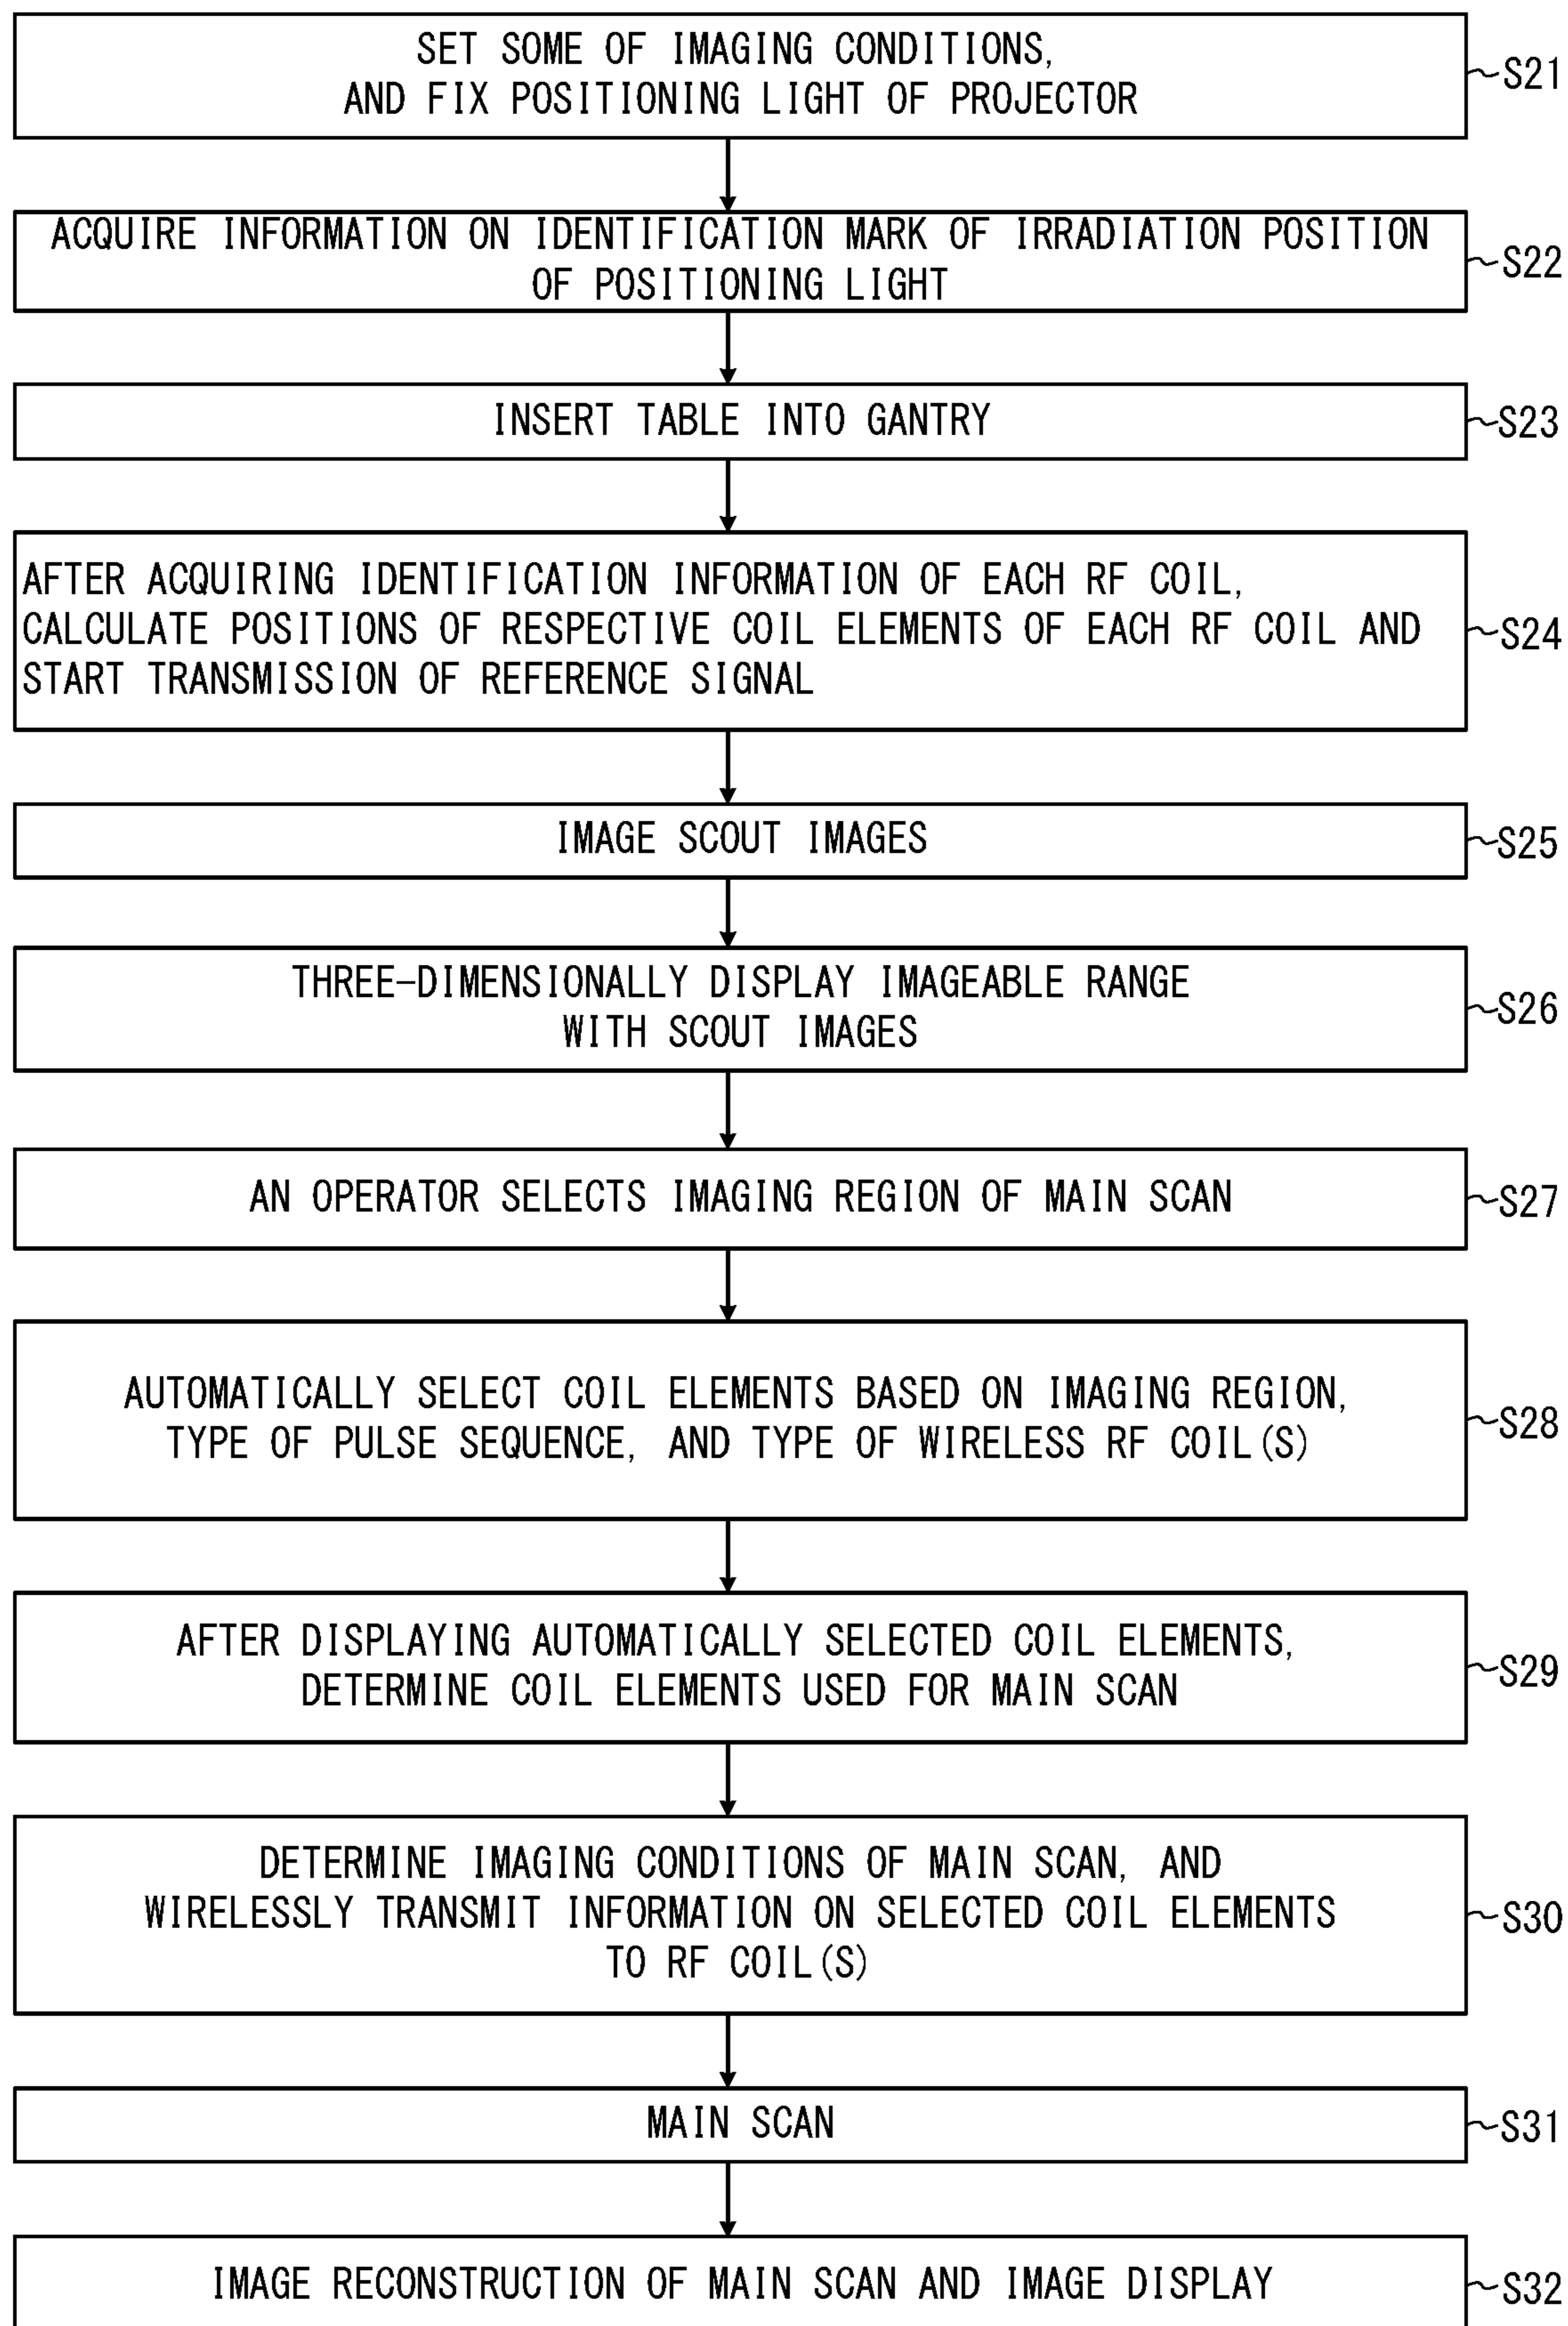 SET SOME OF IMAGING CONDITIONS,
AND FIX POSITIONING LIGHT OF PROJECTOR
S21
ACQUIRE INFORMATION ON IDENTIFICATION MARK OF IRRADIATION POSITION
OF POSITIONING LIGHT
S22
INSERT TABLE INTO GANTRY
S23
AFTER ACQUIRING IDENTIFICATION INFORMATION OF EACH RF COIL,
CALCULATE POSITIONS OF RESPECTIVE COIL ELEMENTS OF EACH RF COIL AND
START TRANSMISSION OF REFERENCE SIGNAL
S24
IMAGE SCOUT IMAGES
S25
THREE-DIMENSIONALLY DISPLAY IMAGEABLE RANGE
WITH SCOUT IMAGES
S26
AN OPERATOR SELECTS IMAGING REGION OF MAIN SCAN
S27
AUTOMATICALLY SELECT COIL ELEMENTS BASED ON IMAGING REGION,
TYPE OF PULSE SEQUENCE, AND TYPE OF WIRELESS RF COIL(S)
S28
AFTER DISPLAYING AUTOMATICALLY SELECTED COIL ELEMENTS,
DETERMINE COIL ELEMENTS USED FOR MAIN SCAN
S29
DETERMINE IMAGING CONDITIONS OF MAIN SCAN, AND
WIRELESSLY TRANSMIT INFORMATION ON SELECTED COIL ELEMENTS
TO RF COIL(S)
S30
MAIN SCAN
S31
IMAGE RECONSTRUCTION OF MAIN SCAN AND IMAGE DISPLAY
S32